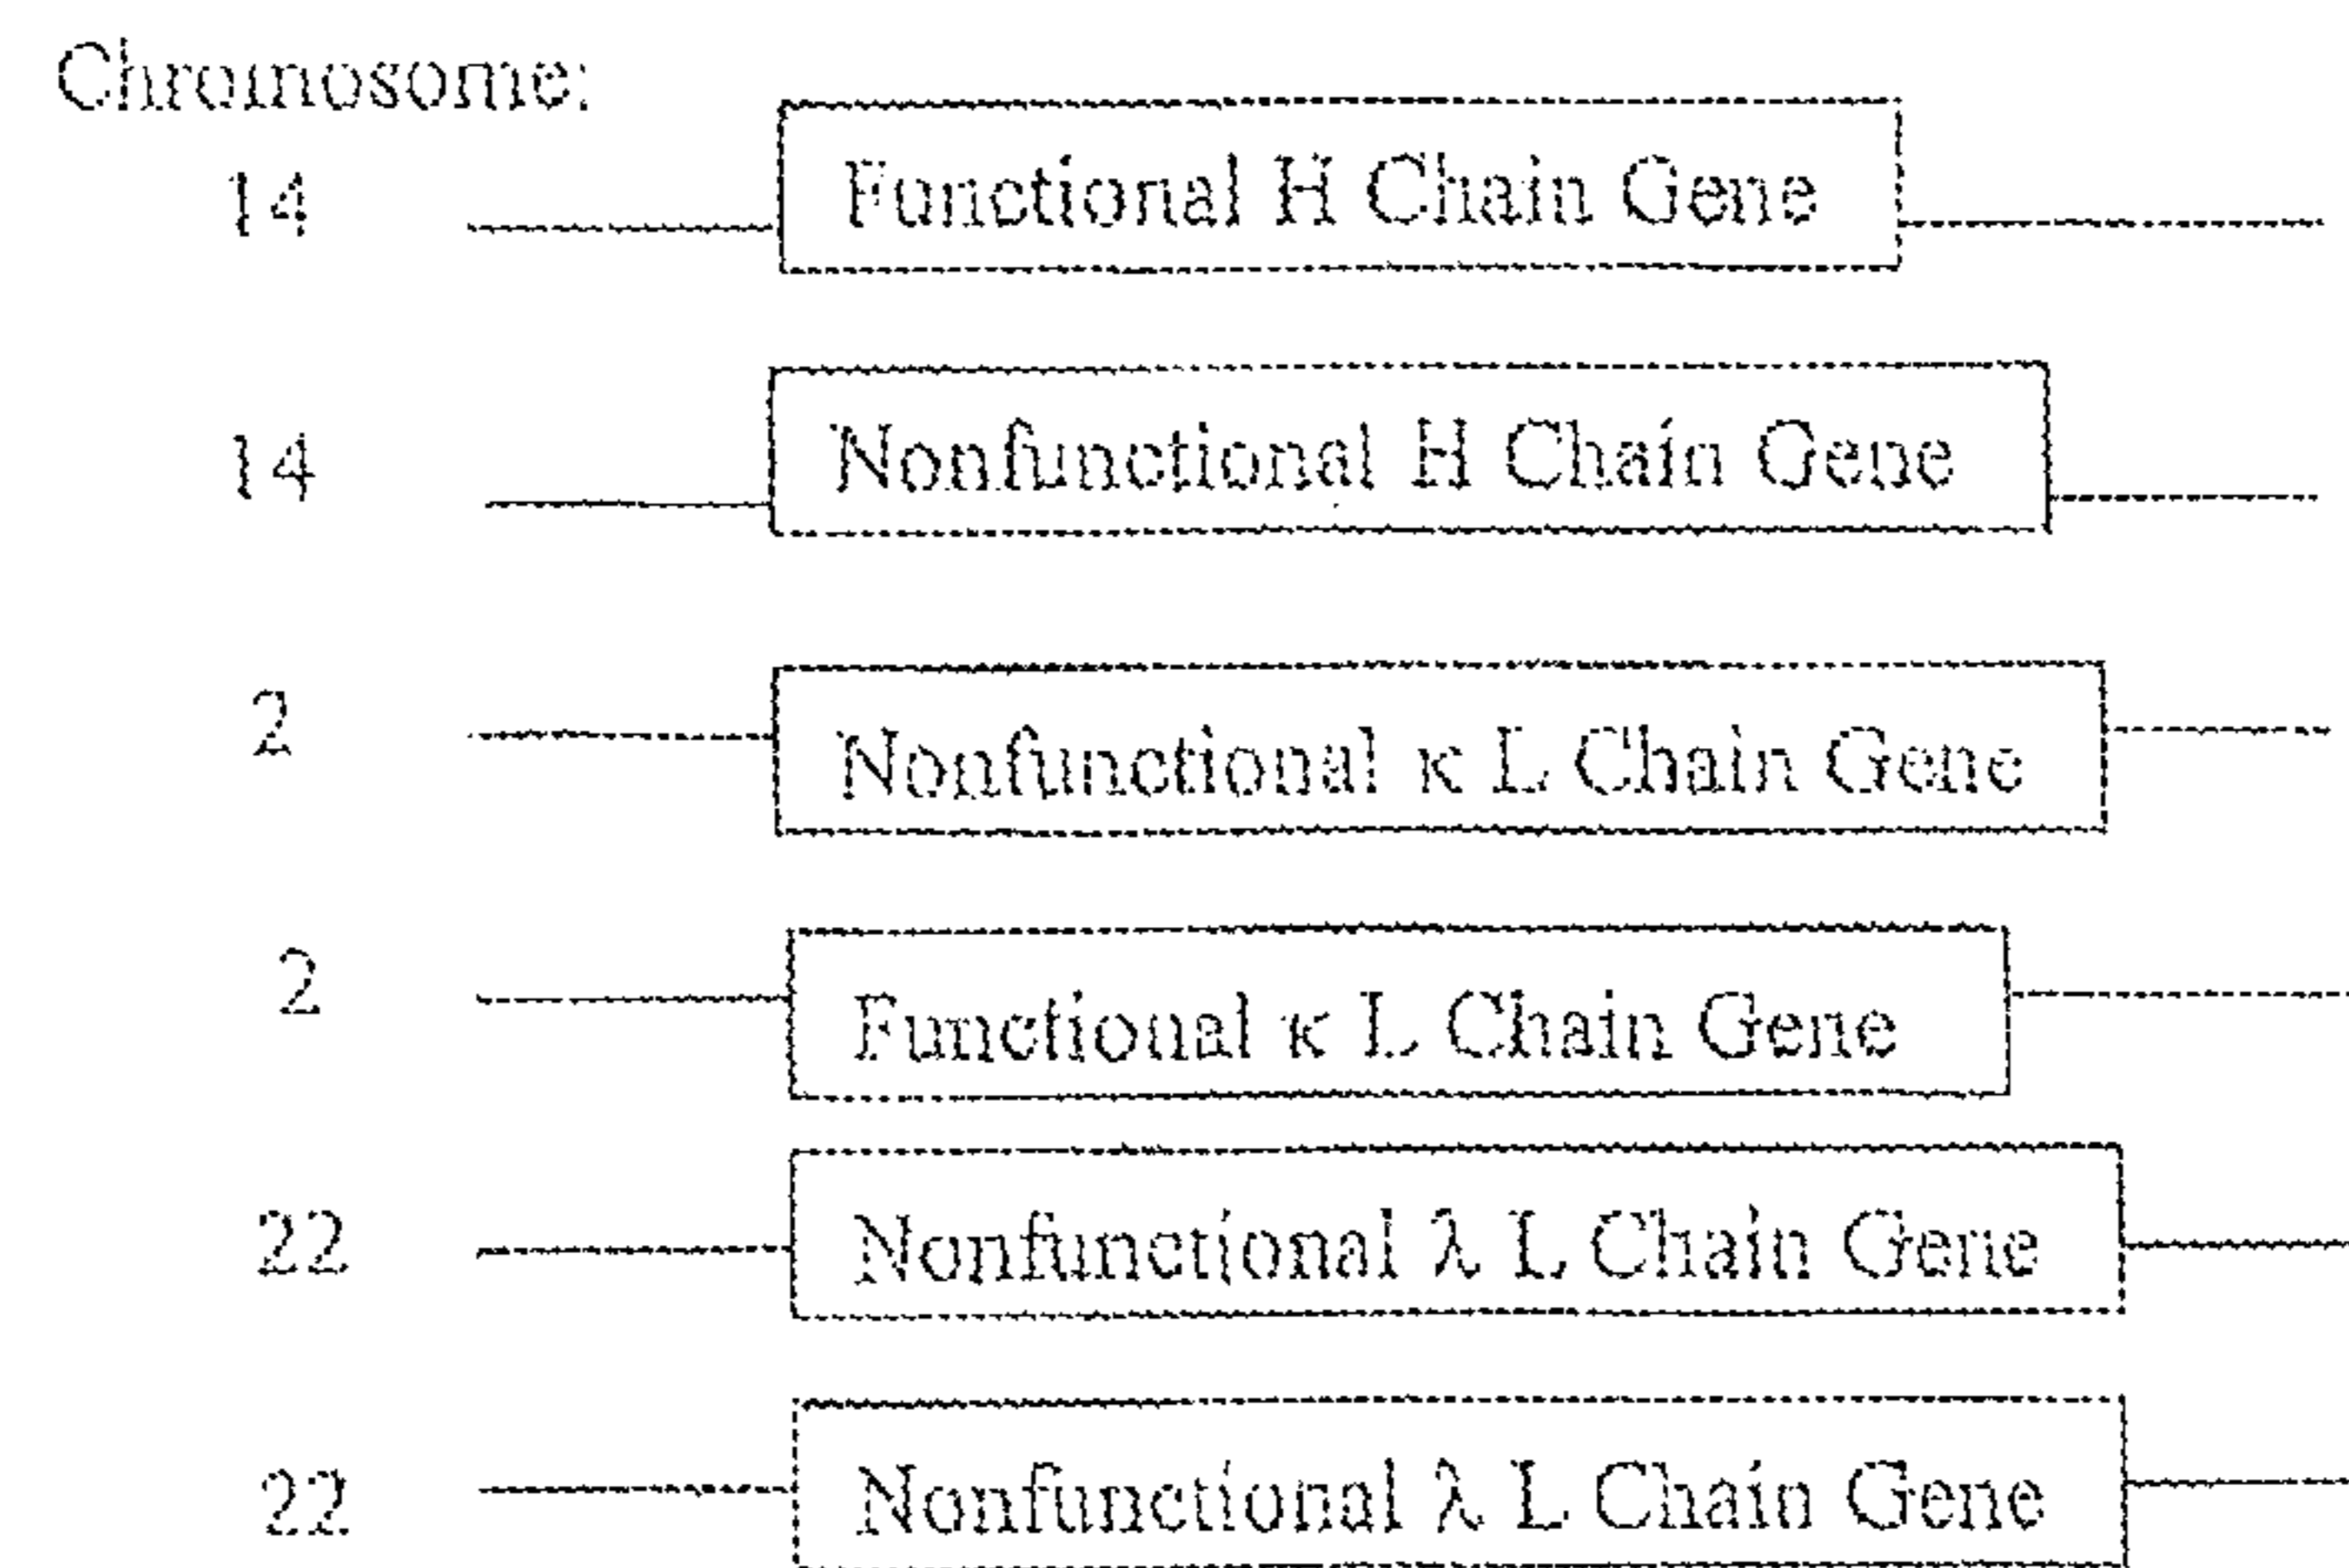 Chromosome:
14 Functional H Chain Gene
14 Nonfunctional H Chain Gene
2 Nonfunctional κ L Chain Gene
2 Functional κ L Chain Gene
22 Nonfunctional λ L Chain Gene
22 Nonfunctional λ L Chain Gene